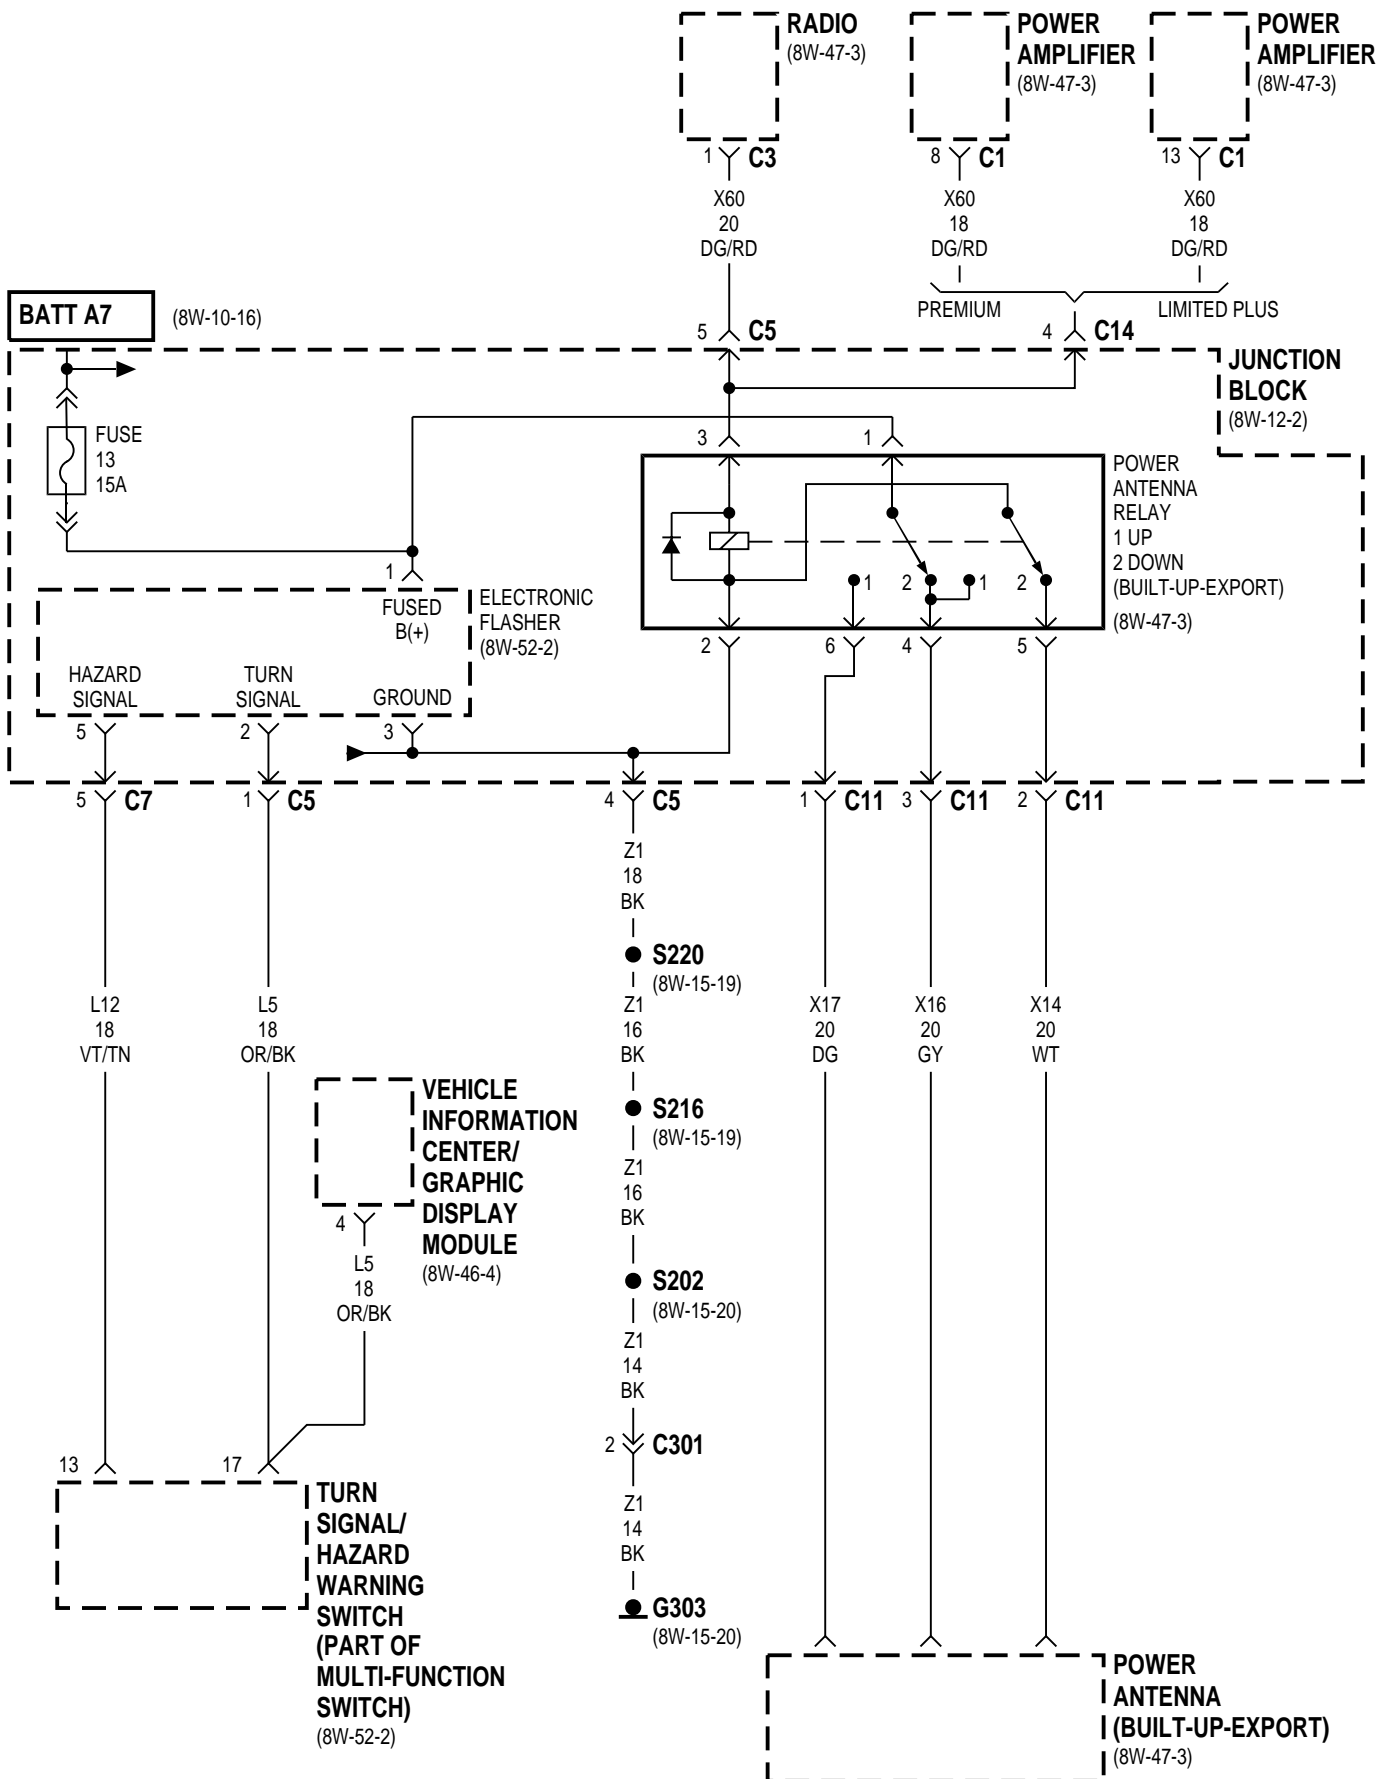 RADIO
(8W-47-3)
POWER
AMPLIFIER
(8W-47-3)
POWER
AMPLIFIER
(8W-47-3)
1 C3
8 C1
13 C1
X60
20
DG/RD
X60
18
DG/RD
X60
18
DG/RD
PREMIUM
LIMITED PLUS
BATT A7
(8W-10-16)
5 C5
4 C14
JUNCTION
BLOCK
(8W-12-2)
FUSE
13
15A
3
1
POWER
ANTENNA
RELAY
1 UP
2 DOWN
(BUILT-UP-EXPORT)
(8W-47-3)
1
2
1
2
2
6
4
5
1
FUSED
B(+)
ELECTRONIC
FLASHER
(8W-52-2)
HAZARD
SIGNAL
TURN
SIGNAL
GROUND
5
2
3
5 C7
1 C5
4 C5
1 C11
3 C11
2 C11
Z1
18
BK
S220
(8W-15-19)
L12
18
VT/TN
L5
18
OR/BK
Z1
16
BK
X17
20
DG
X16
20
GY
X14
20
WT
VEHICLE
INFORMATION
CENTER/
GRAPHIC
DISPLAY
MODULE
(8W-46-4)
4
L5
18
OR/BK
S216
(8W-15-19)
Z1
16
BK
S202
(8W-15-20)
Z1
14
BK
2 C301
Z1
14
BK
G303
(8W-15-20)
13
17
TURN
SIGNAL/
HAZARD
WARNING
SWITCH
(PART OF
MULTI-FUNCTION
SWITCH)
(8W-52-2)
POWER
ANTENNA
(BUILT-UP-EXPORT)
(8W-47-3)